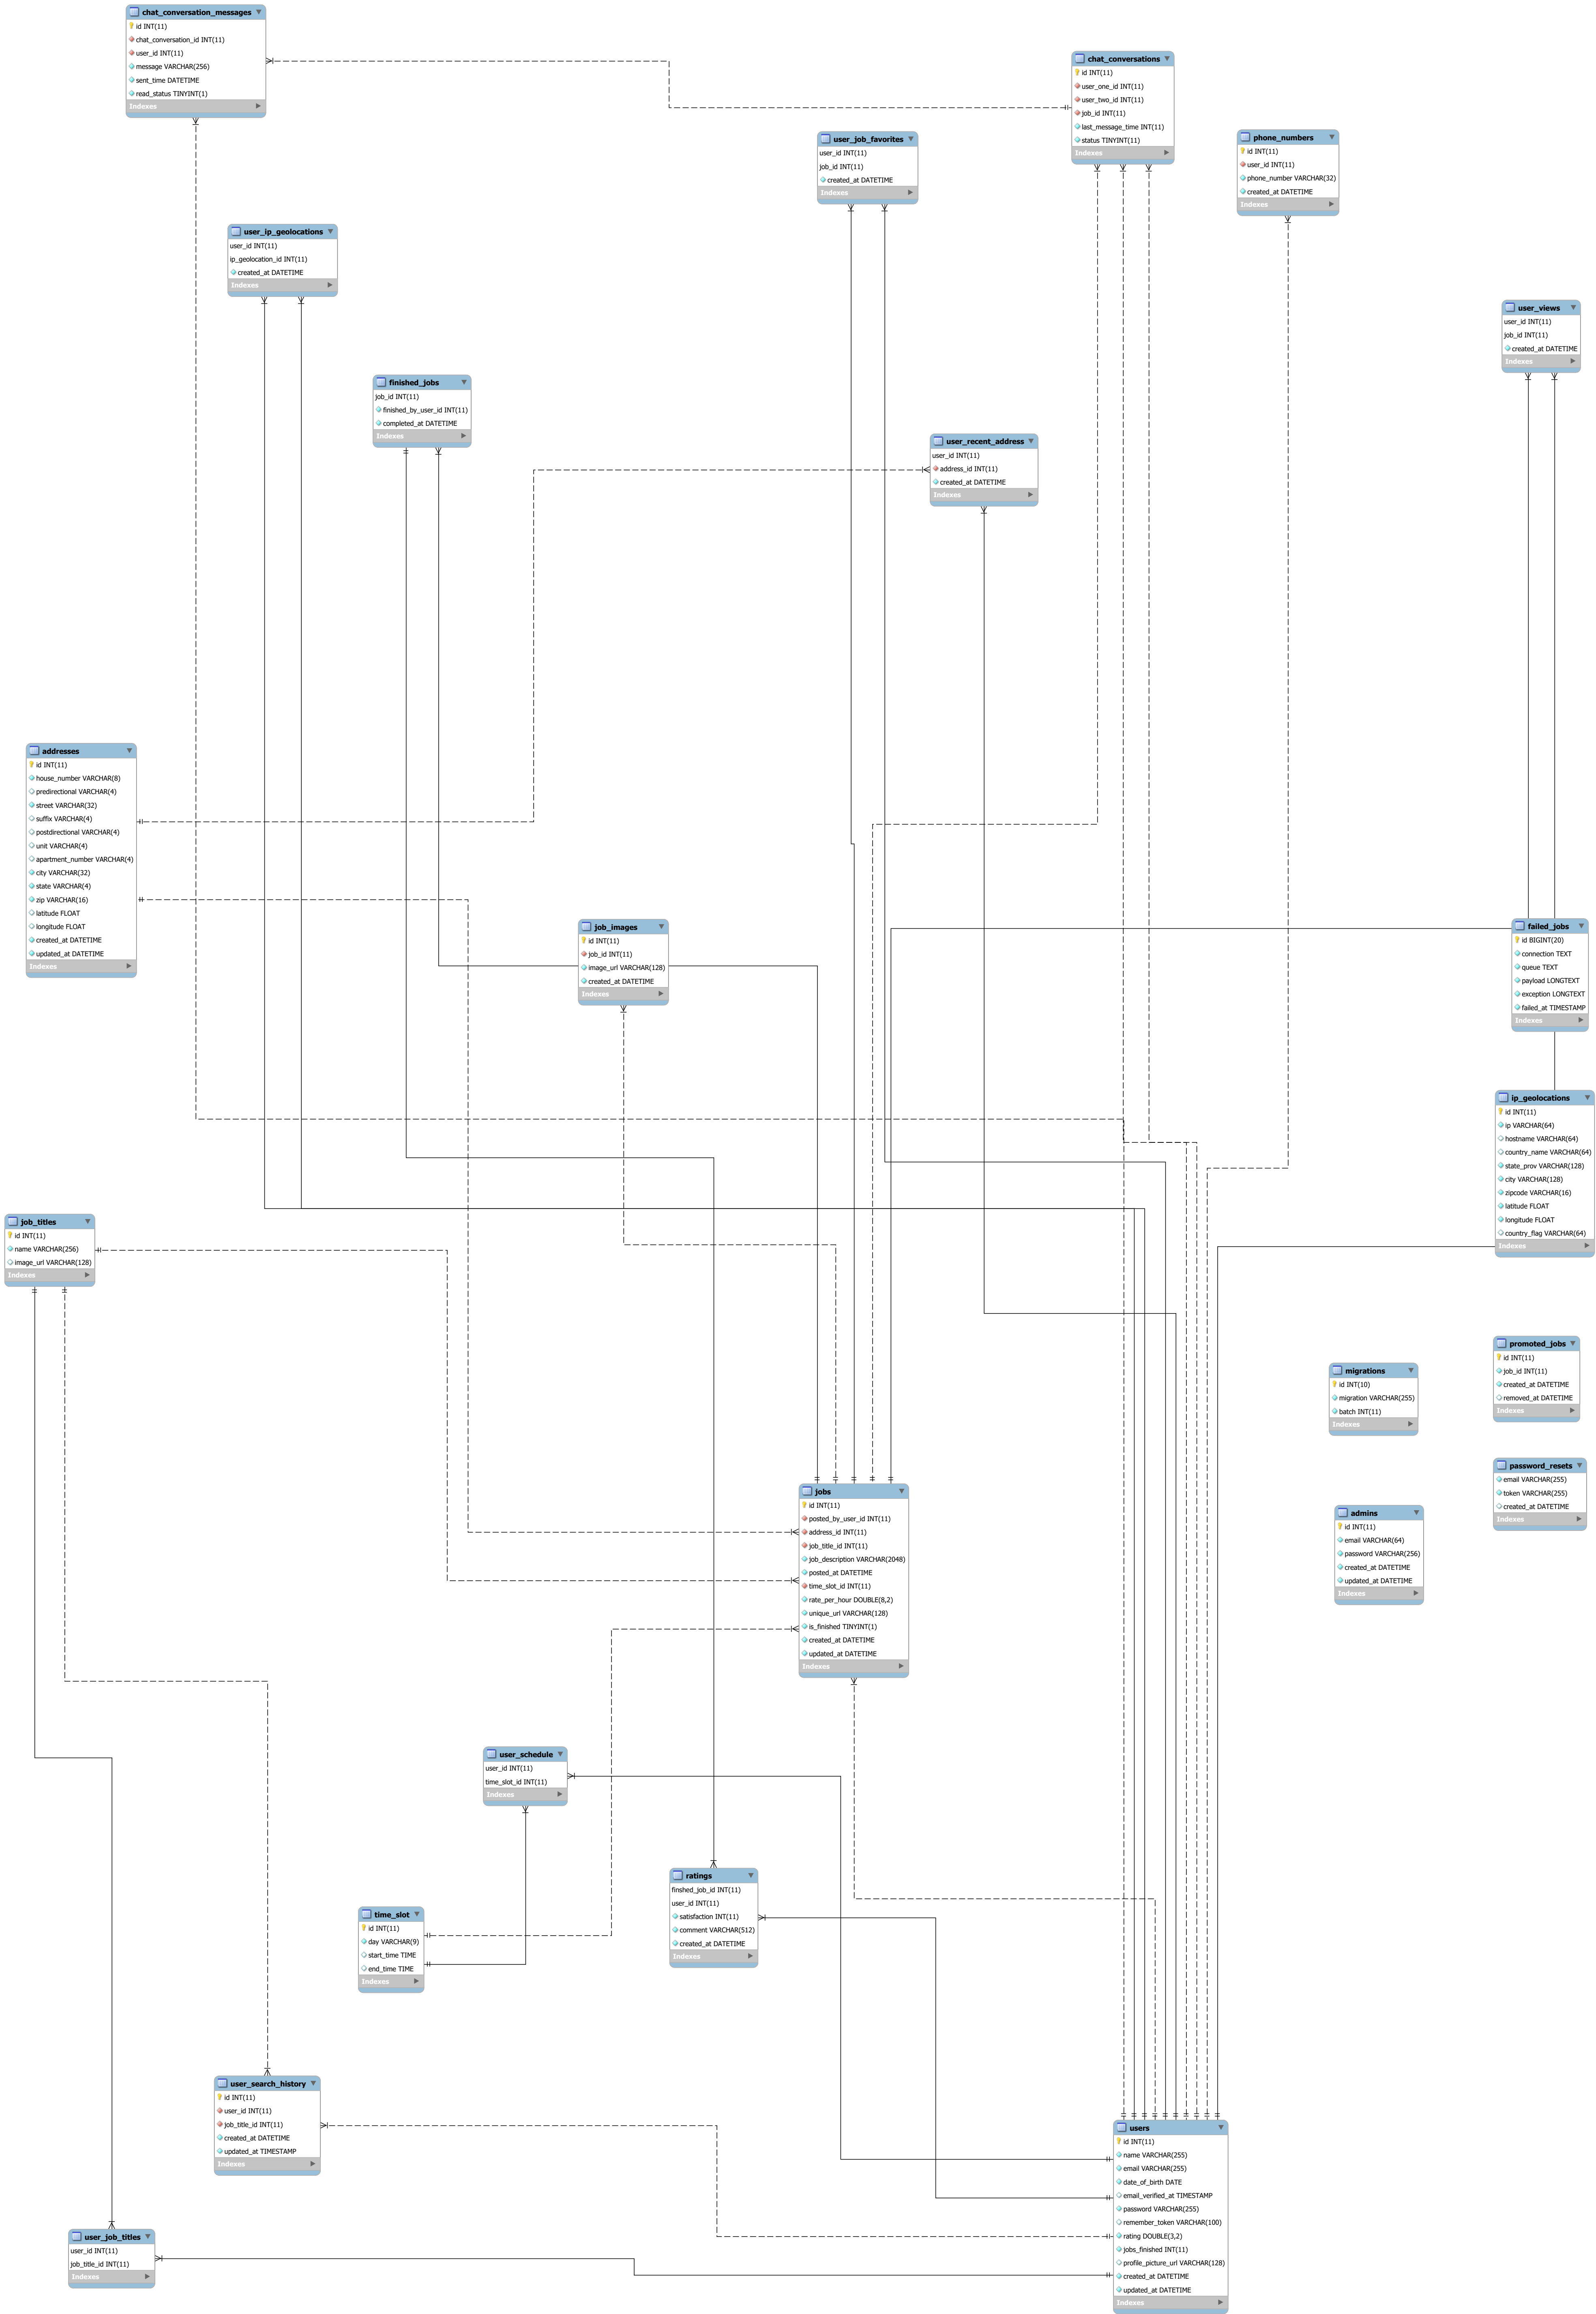 chat_conversation_messages
id INT(11)
chat_conversation_id INT(11)
user_id INT(11)
message VARCHAR(256)
sent_time DATETIME
read_status TINYINT(1)
Indexes
chat_conversations
id INT(11)
user_one_id INT(11)
user_two_id INT(11)
job_id INT(11)
last_message_time INT(11)
status TINYINT(11)
Indexes
user_job_favorites
user_id INT(11)
job_id INT(11)
created_at DATETIME
Indexes
phone_numbers
id INT(11)
user_id INT(11)
phone_number VARCHAR(32)
created_at DATETIME
Indexes
user_ip_geolocations
user_id INT(11)
ip_geolocation_id INT(11)
created_at DATETIME
Indexes
user_views
user_id INT(11)
job_id INT(11)
created_at DATETIME
Indexes
finished_jobs
job_id INT(11)
finished_by_user_id INT(11)
completed_at DATETIME
Indexes
user_recent_address
user_id INT(11)
address_id INT(11)
created_at DATETIME
Indexes
addresses
id INT(11)
house_number VARCHAR(8)
predirectional VARCHAR(4)
street VARCHAR(32)
suffix VARCHAR(4)
postdirectional VARCHAR(4)
unit VARCHAR(4)
apartment_number VARCHAR(4)
city VARCHAR(32)
state VARCHAR(4)
zip VARCHAR(16)
latitude FLOAT
longitude FLOAT
created_at DATETIME
updated_at DATETIME
Indexes
job_images
id INT(11)
job_id INT(11)
image_url VARCHAR(128)
created_at DATETIME
Indexes
failed_jobs
id BIGINT(20)
connection TEXT
queue TEXT
payload LONGTEXT
exception LONGTEXT
failed_at TIMESTAMP
Indexes
ip_geolocations
id INT(11)
ip VARCHAR(64)
hostname VARCHAR(64)
country_name VARCHAR(64)
state_prov VARCHAR(128)
city VARCHAR(128)
zipcode VARCHAR(16)
latitude FLOAT
longitude FLOAT
country_flag VARCHAR(64)
Indexes
job_titles
id INT(11)
name VARCHAR(256)
image_url VARCHAR(128)
Indexes
promoted_jobs
id INT(11)
job_id INT(11)
created_at DATETIME
removed_at DATETIME
Indexes
migrations
id INT(10)
migration VARCHAR(255)
batch INT(11)
Indexes
password_resets
email VARCHAR(255)
token VARCHAR(255)
created_at DATETIME
Indexes
jobs
id INT(11)
posted_by_user_id INT(11)
address_id INT(11)
job_title_id INT(11)
job_description VARCHAR(2048)
posted_at DATETIME
time_slot_id INT(11)
rate_per_hour DOUBLE(8,2)
unique_url VARCHAR(128)
is_finished TINYINT(1)
created_at DATETIME
updated_at DATETIME
Indexes
admins
id INT(11)
email VARCHAR(64)
password VARCHAR(256)
created_at DATETIME
updated_at DATETIME
Indexes
user_schedule
user_id INT(11)
time_slot_id INT(11)
Indexes
ratings
finshed_job_id INT(11)
user_id INT(11)
satisfaction INT(11)
comment VARCHAR(512)
created_at DATETIME
Indexes
time_slot
id INT(11)
day VARCHAR(9)
start_time TIME
end_time TIME
Indexes
user_search_history
id INT(11)
user_id INT(11)
job_title_id INT(11)
created_at DATETIME
updated_at TIMESTAMP
Indexes
users
id INT(11)
name VARCHAR(255)
email VARCHAR(255)
date_of_birth DATE
email_verified_at TIMESTAMP
password VARCHAR(255)
remember_token VARCHAR(100)
rating DOUBLE(3,2)
jobs_finished INT(11)
profile_picture_url VARCHAR(128)
created_at DATETIME
updated_at DATETIME
Indexes
user_job_titles
user_id INT(11)
job_title_id INT(11)
Indexes